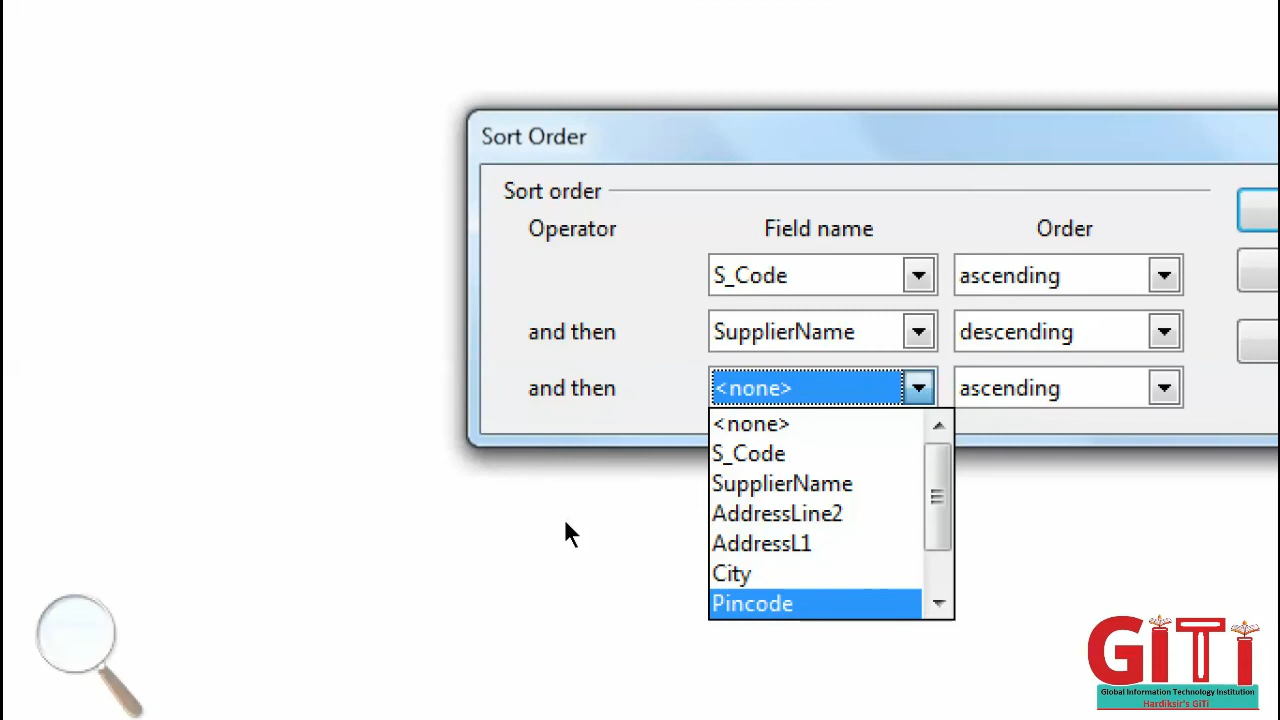 Sort Order
Sort order
Operator Field name Order
S_Code ascending
and then SupplierName descending
and then <none> ascending
<none>
S_Code
SupplierName
AddressLine2
AddressL1
City
Pincode
GiTi
Global Information Technology Institution
Hardiksir's GiTi